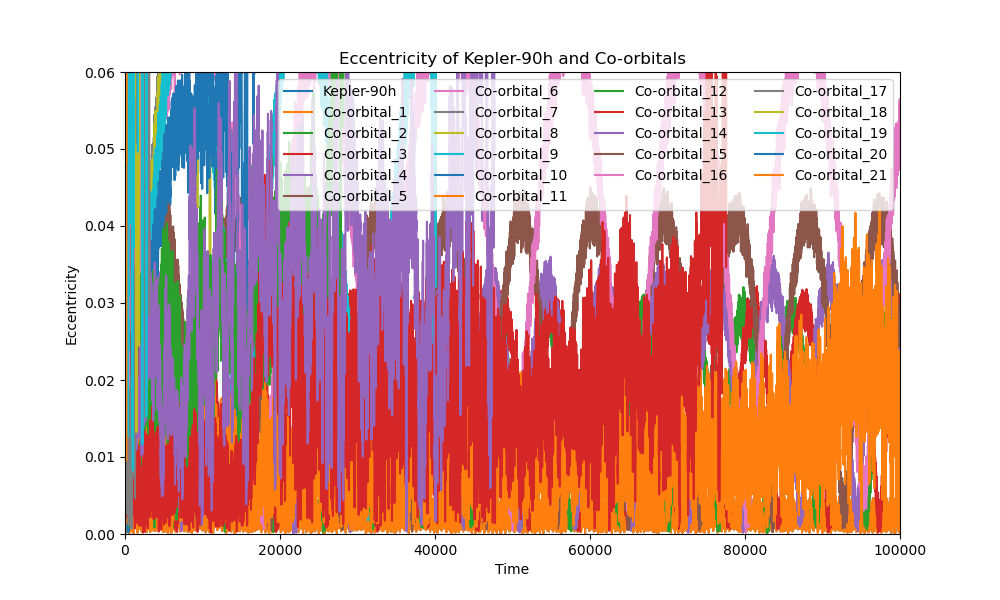 Eccentricity of Kepler-90h and Co-orbitals
0.06
0.05
0.04
0.03
0.02
0.01
0.00
Eccentricity
Kepler-90h
Co-orbital_1
Co-orbital_2
Co-orbital_3
Co-orbital_4
Co-orbital_5
Co-orbital_6
Co-orbital_7
Co-orbital_8
Co-orbital_9
Co-orbital_10
Co-orbital_11
Co-orbital_12
Co-orbital_13
Co-orbital_14
Co-orbital_15
Co-orbital_16
Co-orbital_17
Co-orbital_18
Co-orbital_19
Co-orbital_20
Co-orbital_21
0
20000
40000
60000
80000
100000
Time